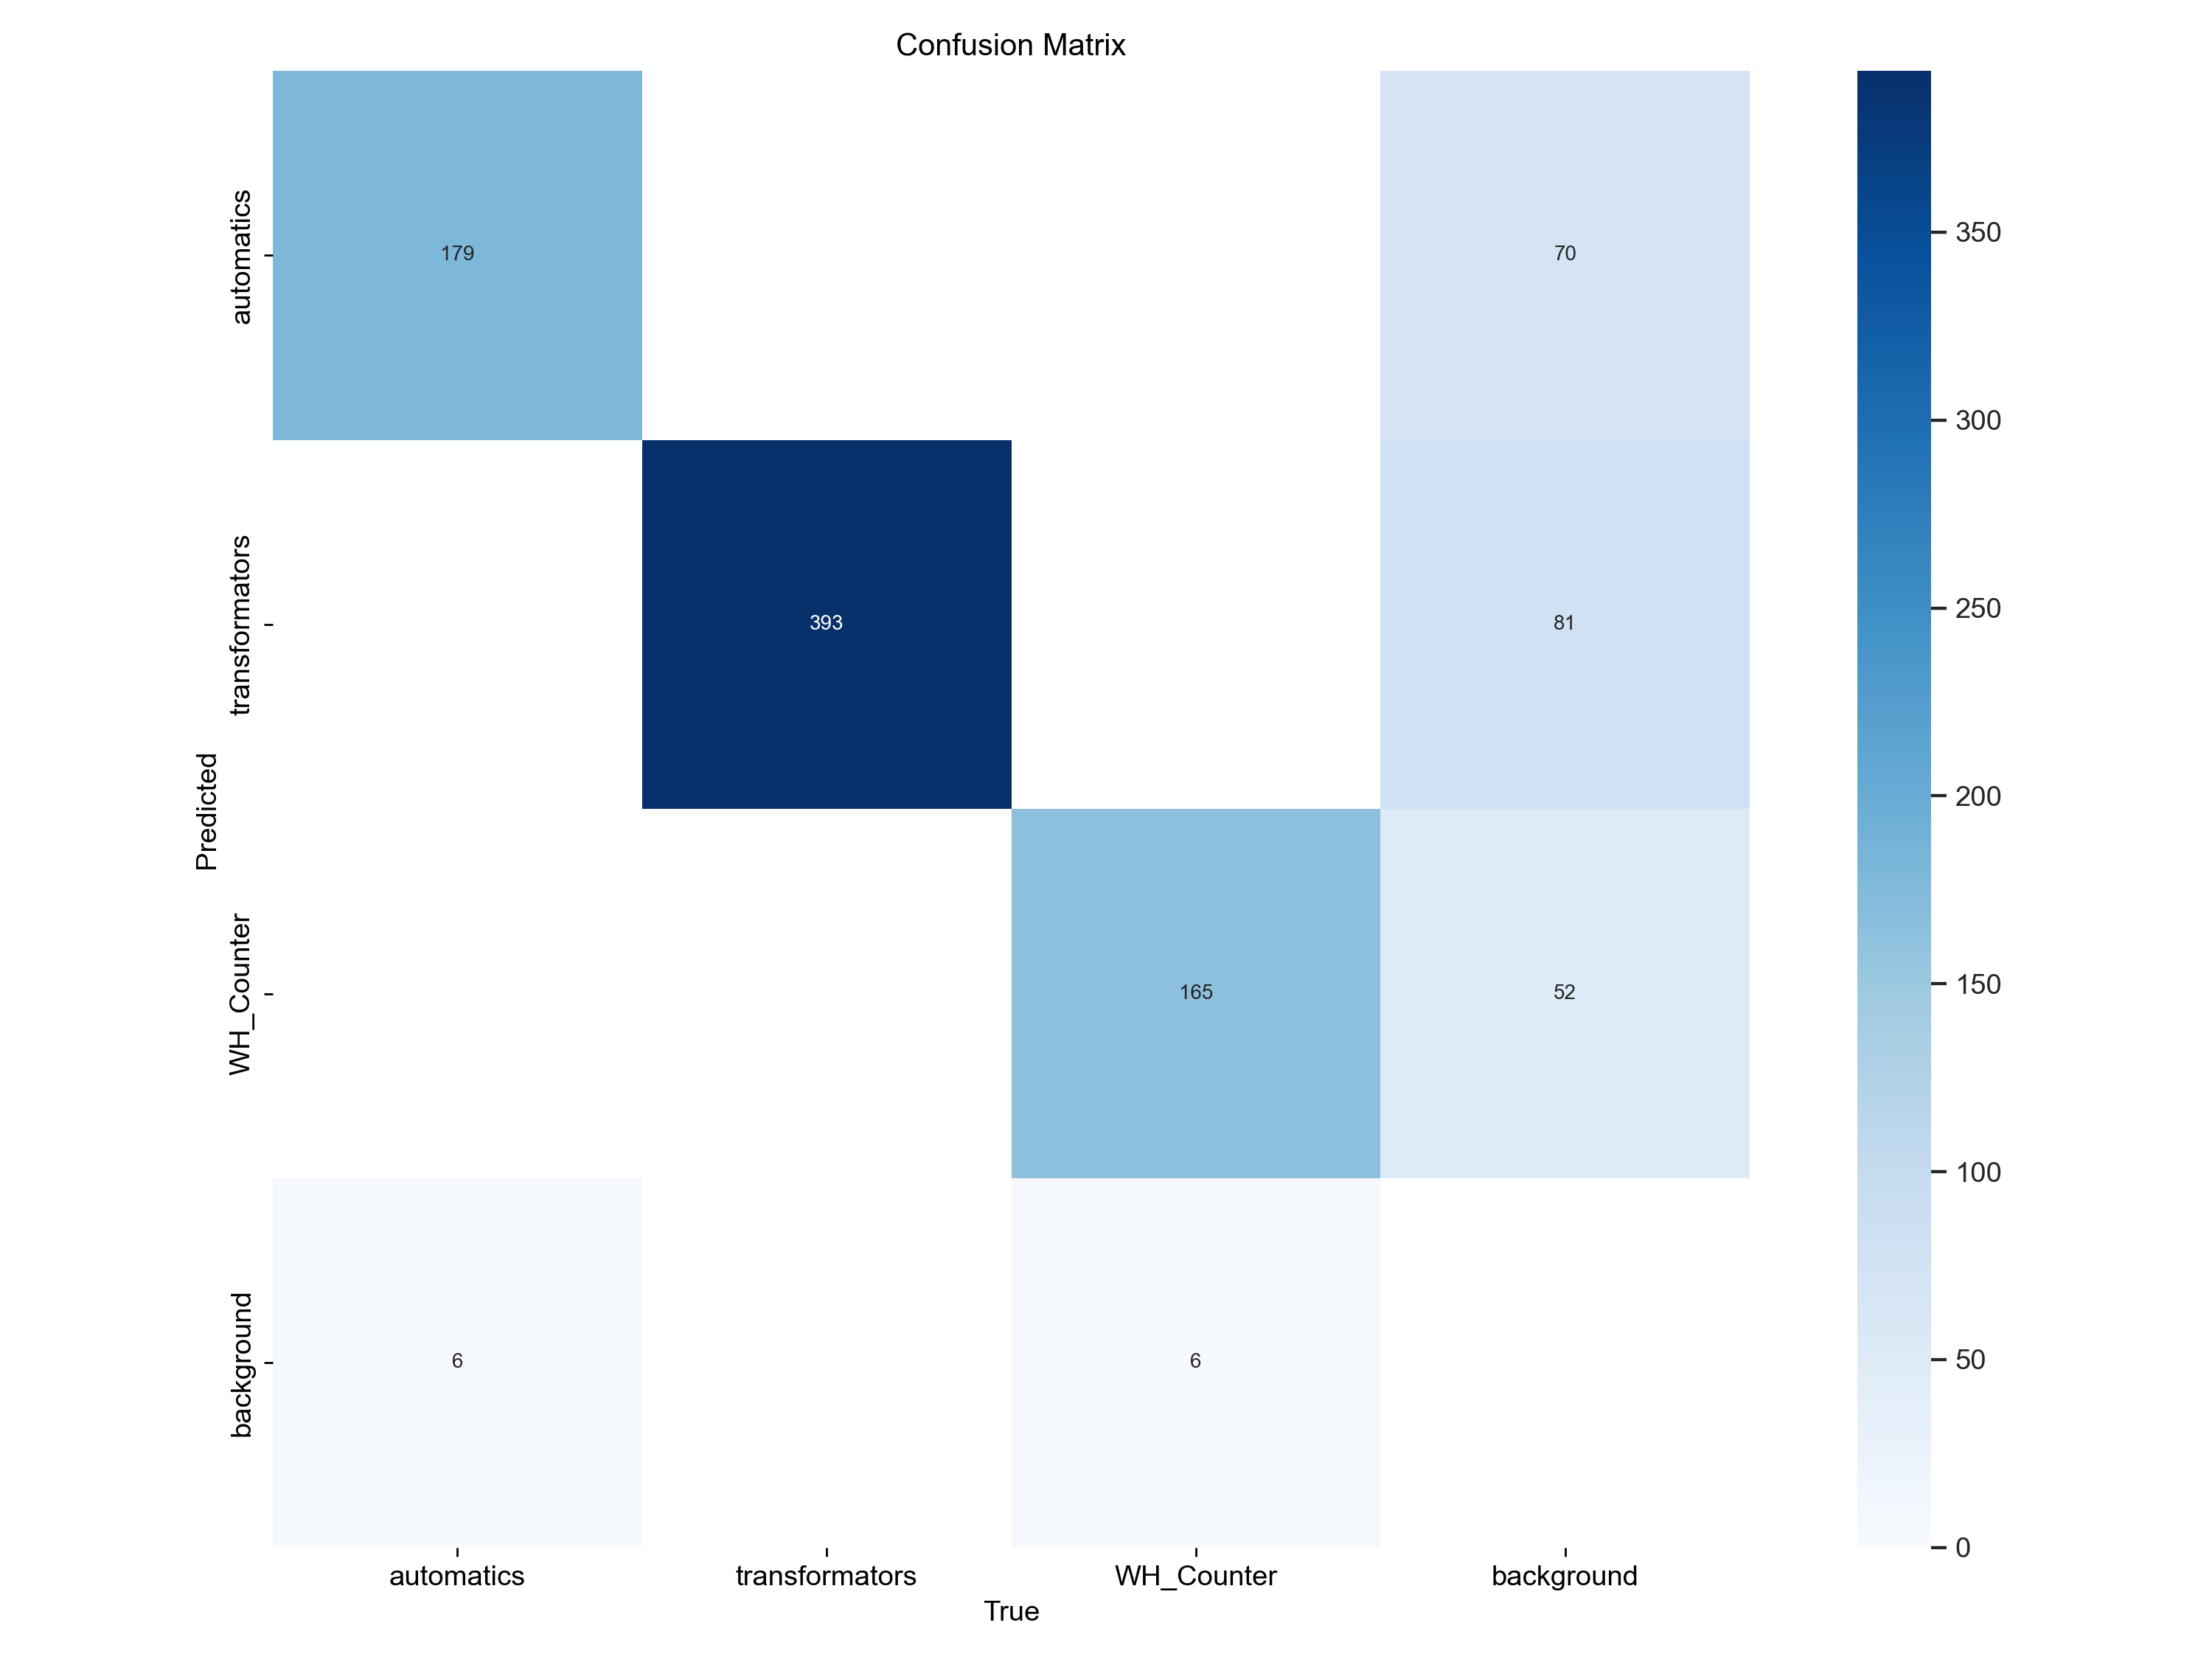 Confusion Matrix
automatics
179
70
transformators
393
81
WH_Counter
165
52
background
6
6
Predicted
automatics
transformators
WH_Counter
background
True
350
300
250
200
150
100
50
0